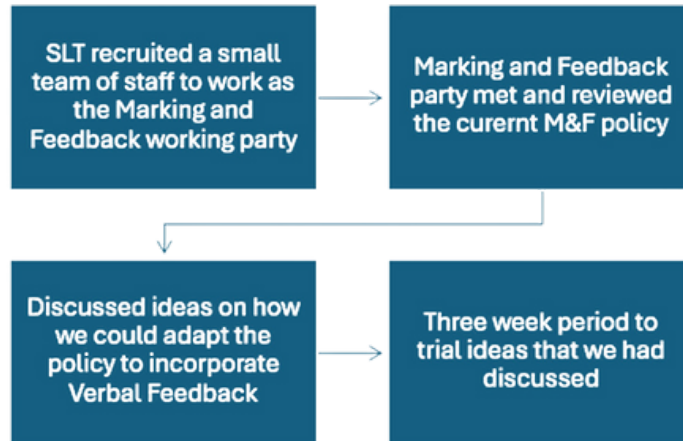 SLT recruited a small
team of staff to work as
the Marking and
Feedback working party
Marking and Feedback
party met and reviewed
the curernt M&F policy
Discussed ideas on how
we could adapt the
policy to incorporate
Verbal Feedback
Three week period to
trial ideas that we had
discussed